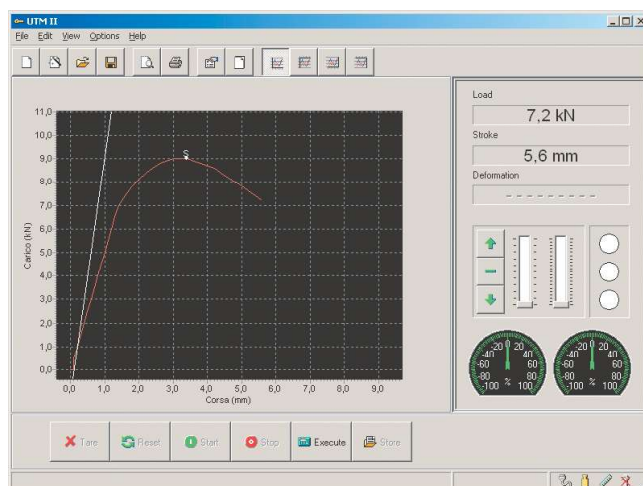 UTM II
File Edit View Options Help
11,0
10,0
9,0
8,0
7,0
6,0
5,0
4,0
3,0
2,0
1,0
0,0
Carico (kN)
S
0,0 1,0 2,0 3,0 4,0 5,0 6,0 7,0 8,0 9,0
Corsa (mm)
Load
7,2 kN
Stroke
5,6 mm
Deformation
---------
-20 0 20
-40 40
-60 60
-80 80
-100 % 100
-20 0 20
-40 40
-60 60
-80 80
-100 % 100
Tare Reset Start Stop Execute Store